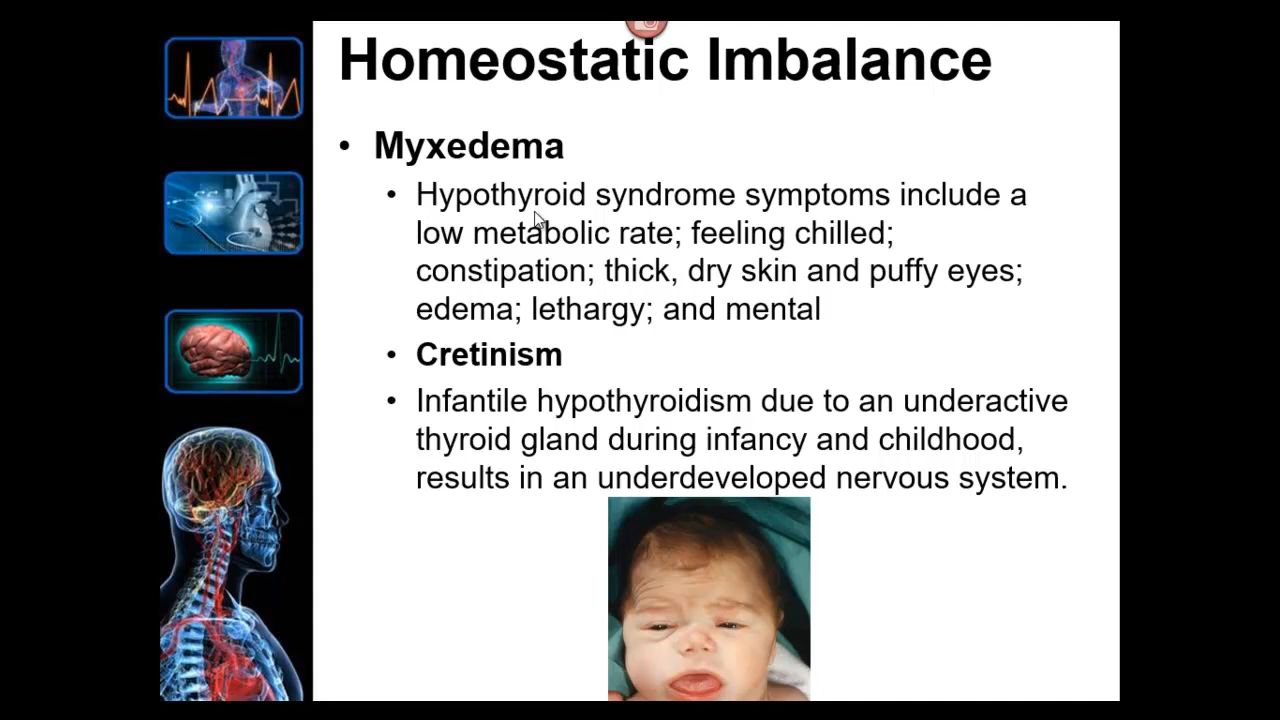 Homeostatic Imbalance
• Myxedema
• Hypothyroid syndrome symptoms include a
low metabolic rate; feeling chilled;
constipation; thick, dry skin and puffy eyes;
edema; lethargy; and mental
• Cretinism
• Infantile hypothyroidism due to an underactive
thyroid gland during infancy and childhood,
results in an underdeveloped nervous system.